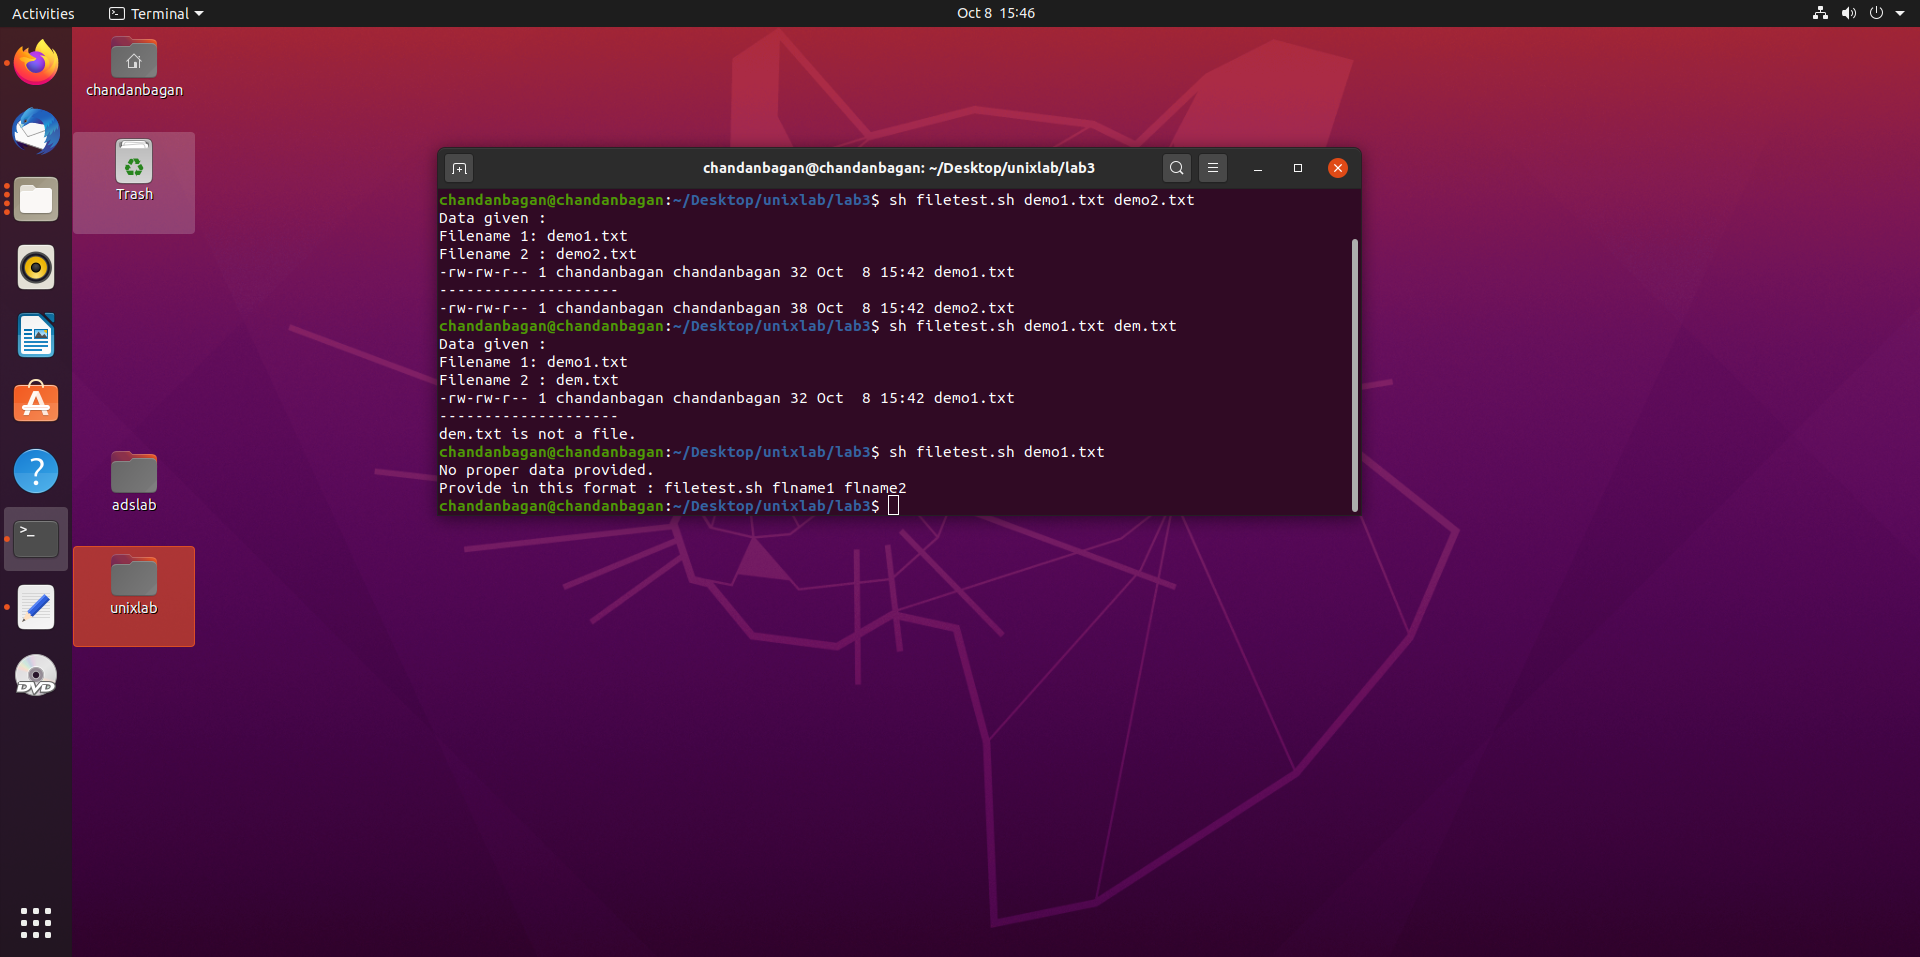 Activities
Terminal
Oct 8 15:46
chandanbagan
Trash
adslab
unixlab
DVD
chandanbagan@chandanbagan: ~/Desktop/unixlab/lab3
chandanbagan@chandanbagan:~/Desktop/unixlab/lab3$ sh filetest.sh demo1.txt demo2.txt
Data given :
Filename 1: demo1.txt
Filename 2 : demo2.txt
-rw-rw-r-- 1 chandanbagan chandanbagan 32 Oct  8 15:42 demo1.txt
--------------------
-rw-rw-r-- 1 chandanbagan chandanbagan 38 Oct  8 15:42 demo2.txt
chandanbagan@chandanbagan:~/Desktop/unixlab/lab3$ sh filetest.sh demo1.txt dem.txt
Data given :
Filename 1: demo1.txt
Filename 2 : dem.txt
-rw-rw-r-- 1 chandanbagan chandanbagan 32 Oct  8 15:42 demo1.txt
--------------------
dem.txt is not a file.
chandanbagan@chandanbagan:~/Desktop/unixlab/lab3$ sh filetest.sh demo1.txt
No proper data provided.
Provide in this format : filetest.sh flname1 flname2
chandanbagan@chandanbagan:~/Desktop/unixlab/lab3$